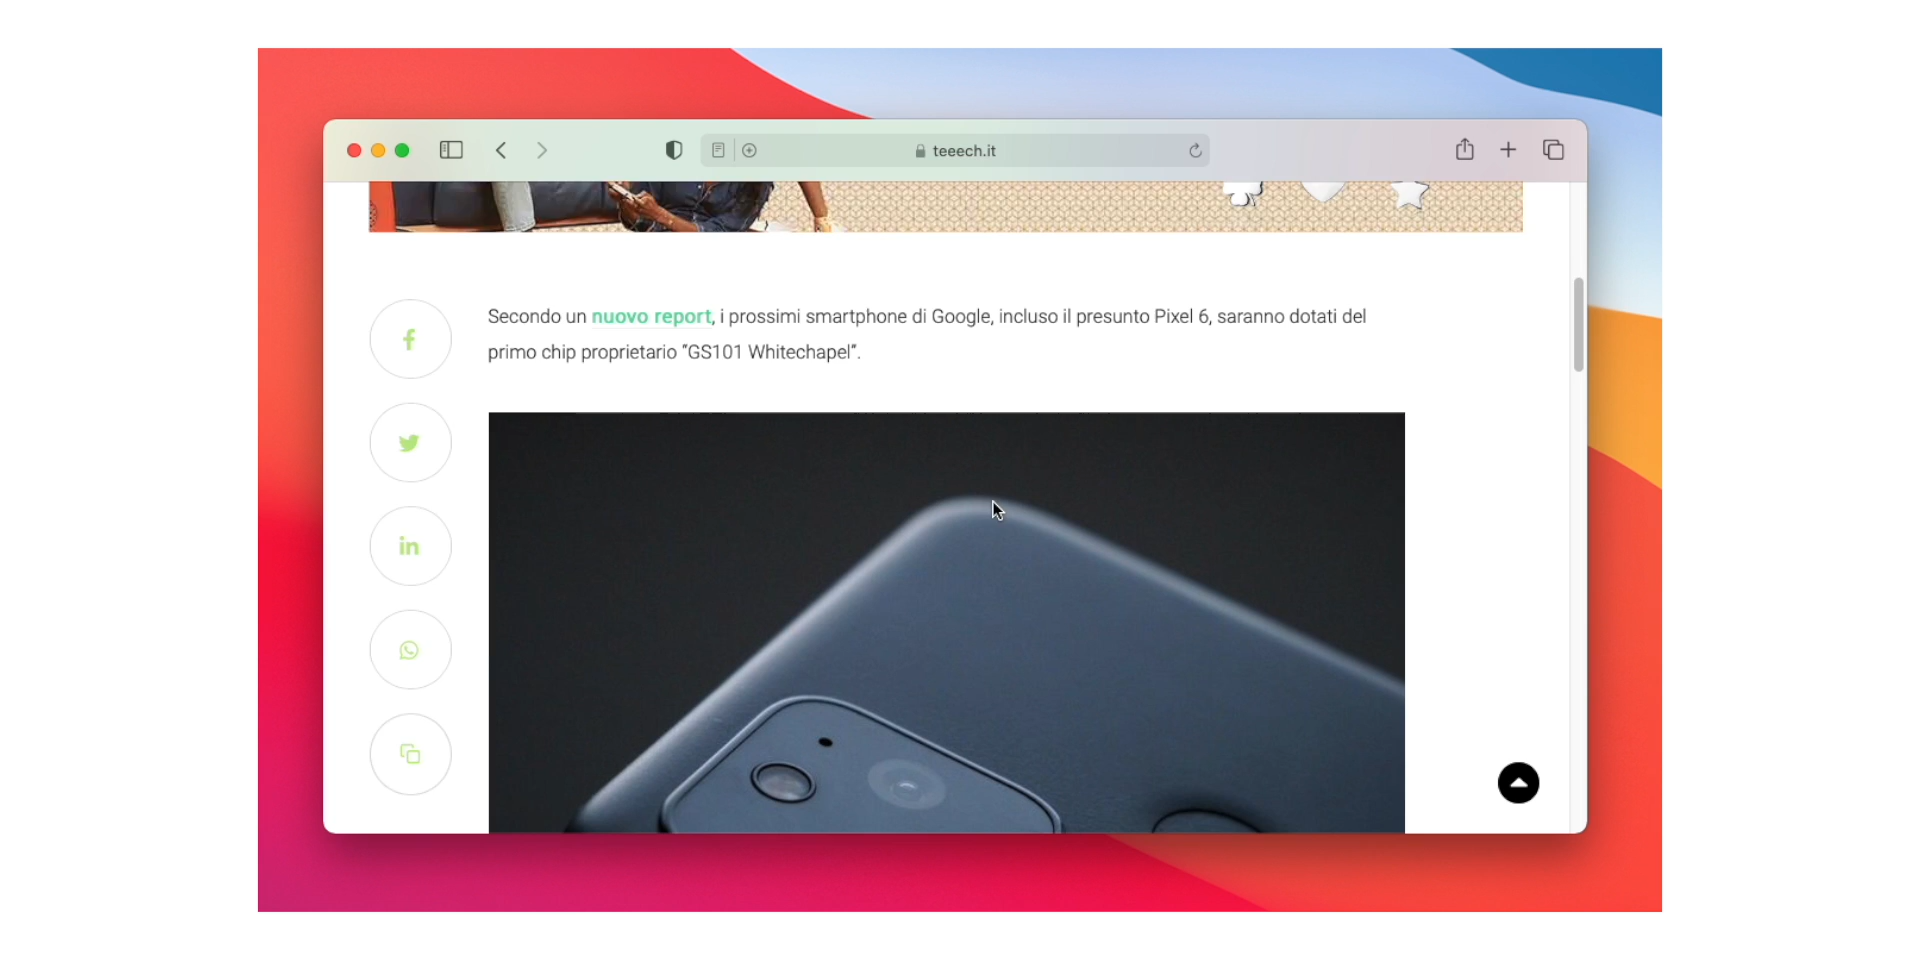 teeech.it
Secondo un nuovo report, i prossimi smartphone di Google, incluso il presunto Pixel 6, saranno dotati del
primo chip proprietario “GS101 Whitechapel”.